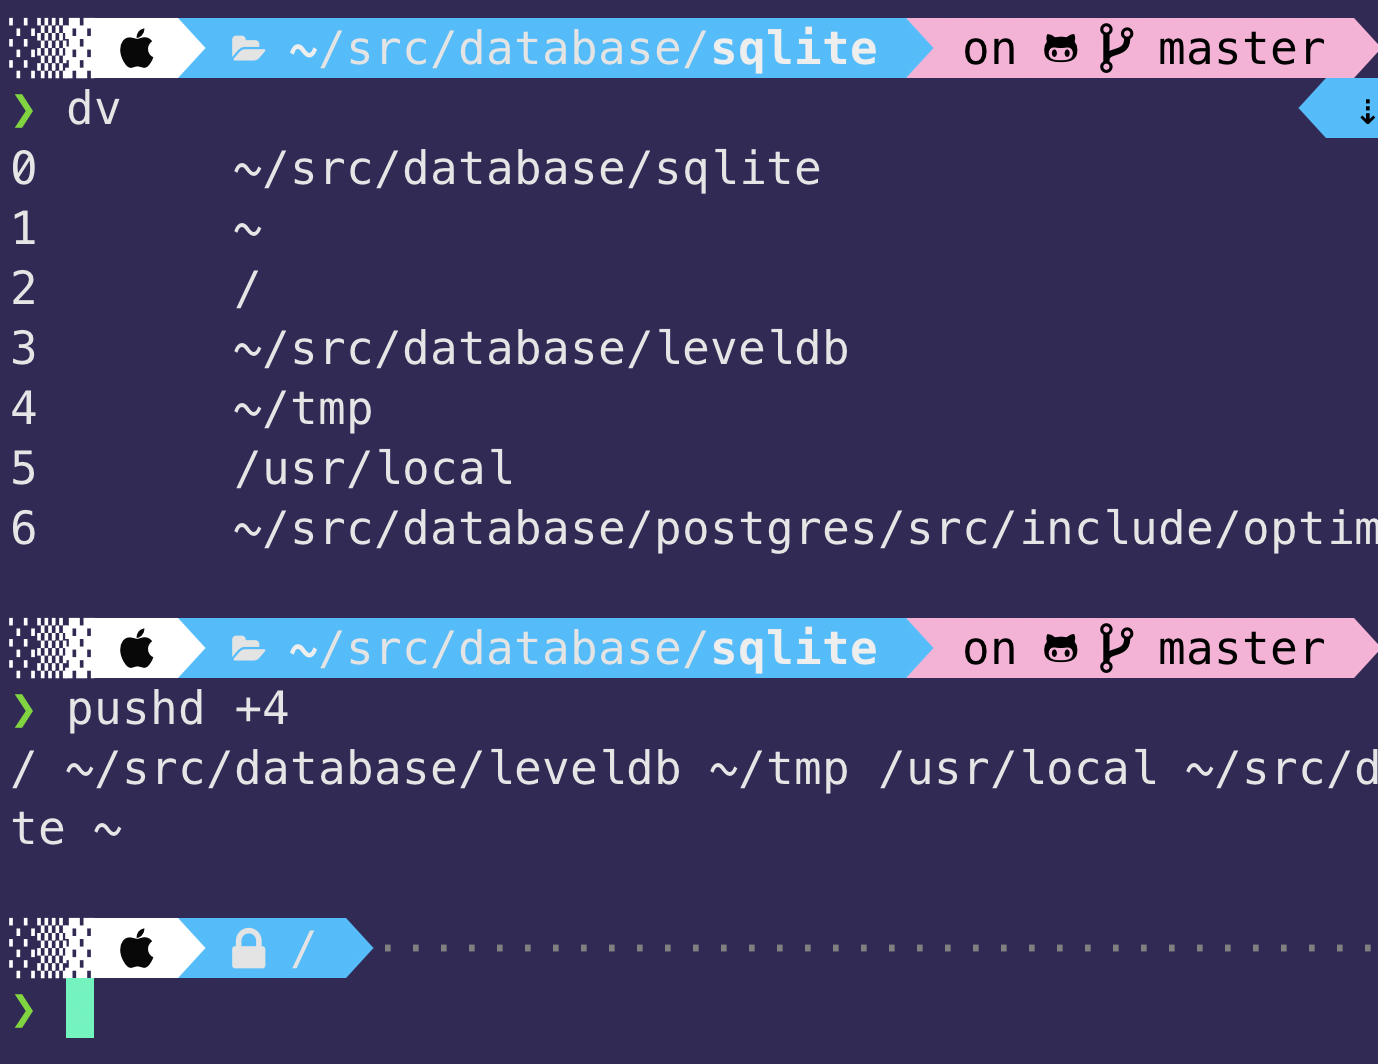 ~/src/database/sqlite on master
❯ dv
0 ~/src/database/sqlite
1 ~
2 /
3 ~/src/database/leveldb
4 ~/tmp
5 /usr/local
6 ~/src/database/postgres/src/include/optim
~/src/database/sqlite on master
❯ pushd +4
/ ~/src/database/leveldb ~/tmp /usr/local ~/src/d
te ~
/
❯